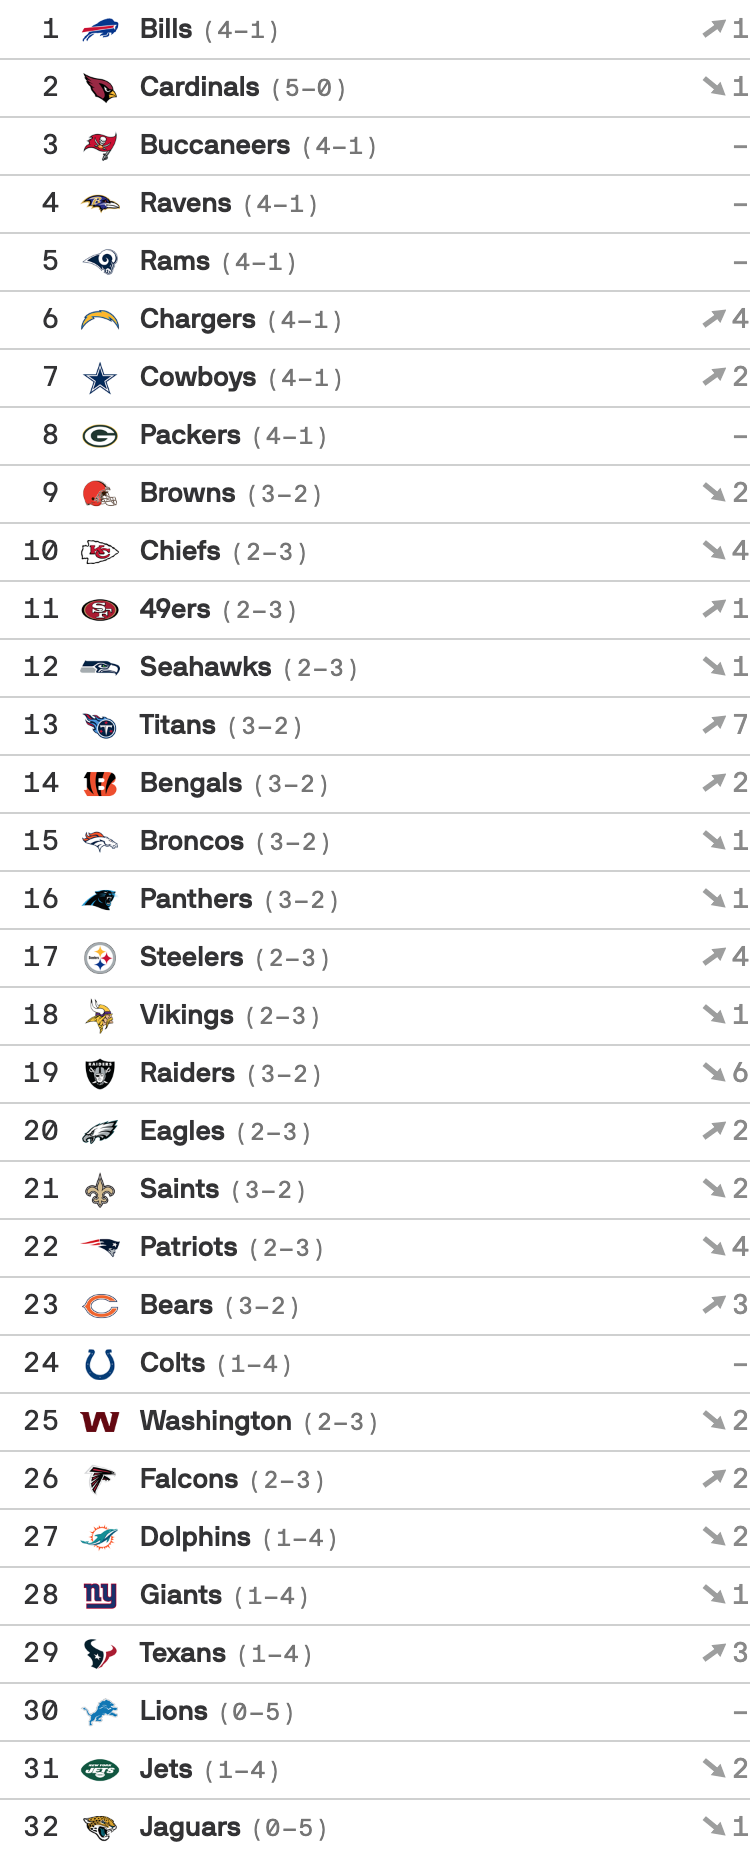 1 Bills (4-1) ↗ 1
2 Cardinals (5-0) ↘ 1
3 Buccaneers (4-1) –
4 Ravens (4-1) –
5 Rams (4-1) –
6 Chargers (4-1) ↗ 4
7 Cowboys (4-1) ↗ 2
8 Packers (4-1) –
9 Browns (3-2) ↘ 2
10 Chiefs (2-3) ↘ 4
11 49ers (2-3) ↗ 1
12 Seahawks (2-3) ↘ 1
13 Titans (3-2) ↗ 7
14 Bengals (3-2) ↗ 2
15 Broncos (3-2) ↘ 1
16 Panthers (3-2) ↘ 1
17 Steelers (2-3) ↗ 4
18 Vikings (2-3) ↘ 1
19 Raiders (3-2) ↘ 6
20 Eagles (2-3) ↗ 2
21 Saints (3-2) ↘ 2
22 Patriots (2-3) ↘ 4
23 Bears (3-2) ↗ 3
24 Colts (1-4) –
25 Washington (2-3) ↘ 2
26 Falcons (2-3) ↗ 2
27 Dolphins (1-4) ↘ 2
28 Giants (1-4) ↘ 1
29 Texans (1-4) ↗ 3
30 Lions (0-5) –
31 Jets (1-4) ↘ 2
32 Jaguars (0-5) ↘ 1